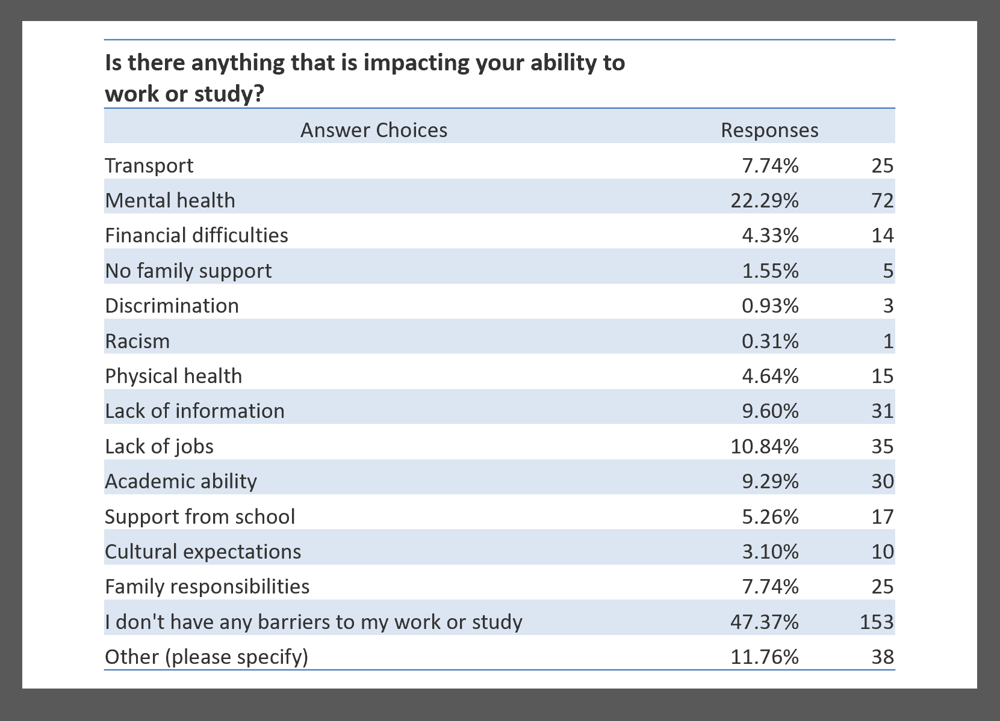 Is there anything that is impacting your ability to
work or study?
Answer Choices Responses
Transport 7.74% 25
Mental health 22.29% 72
Financial difficulties 4.33% 14
No family support 1.55% 5
Discrimination 0.93% 3
Racism 0.31% 1
Physical health 4.64% 15
Lack of information 9.60% 31
Lack of jobs 10.84% 35
Academic ability 9.29% 30
Support from school 5.26% 17
Cultural expectations 3.10% 10
Family responsibilities 7.74% 25
I don't have any barriers to my work or study 47.37% 153
Other (please specify) 11.76% 38